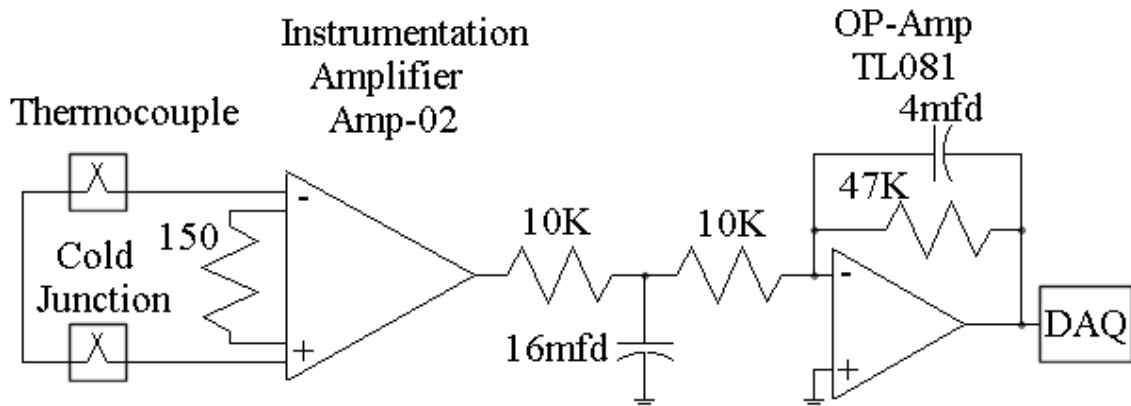 Instrumentation
Amplifier
Amp-02
OP-Amp
TL081
4mfd
Thermocouple
47K
-
150
10K
10K
Cold
Junction
-
+
16mfd
+
DAQ